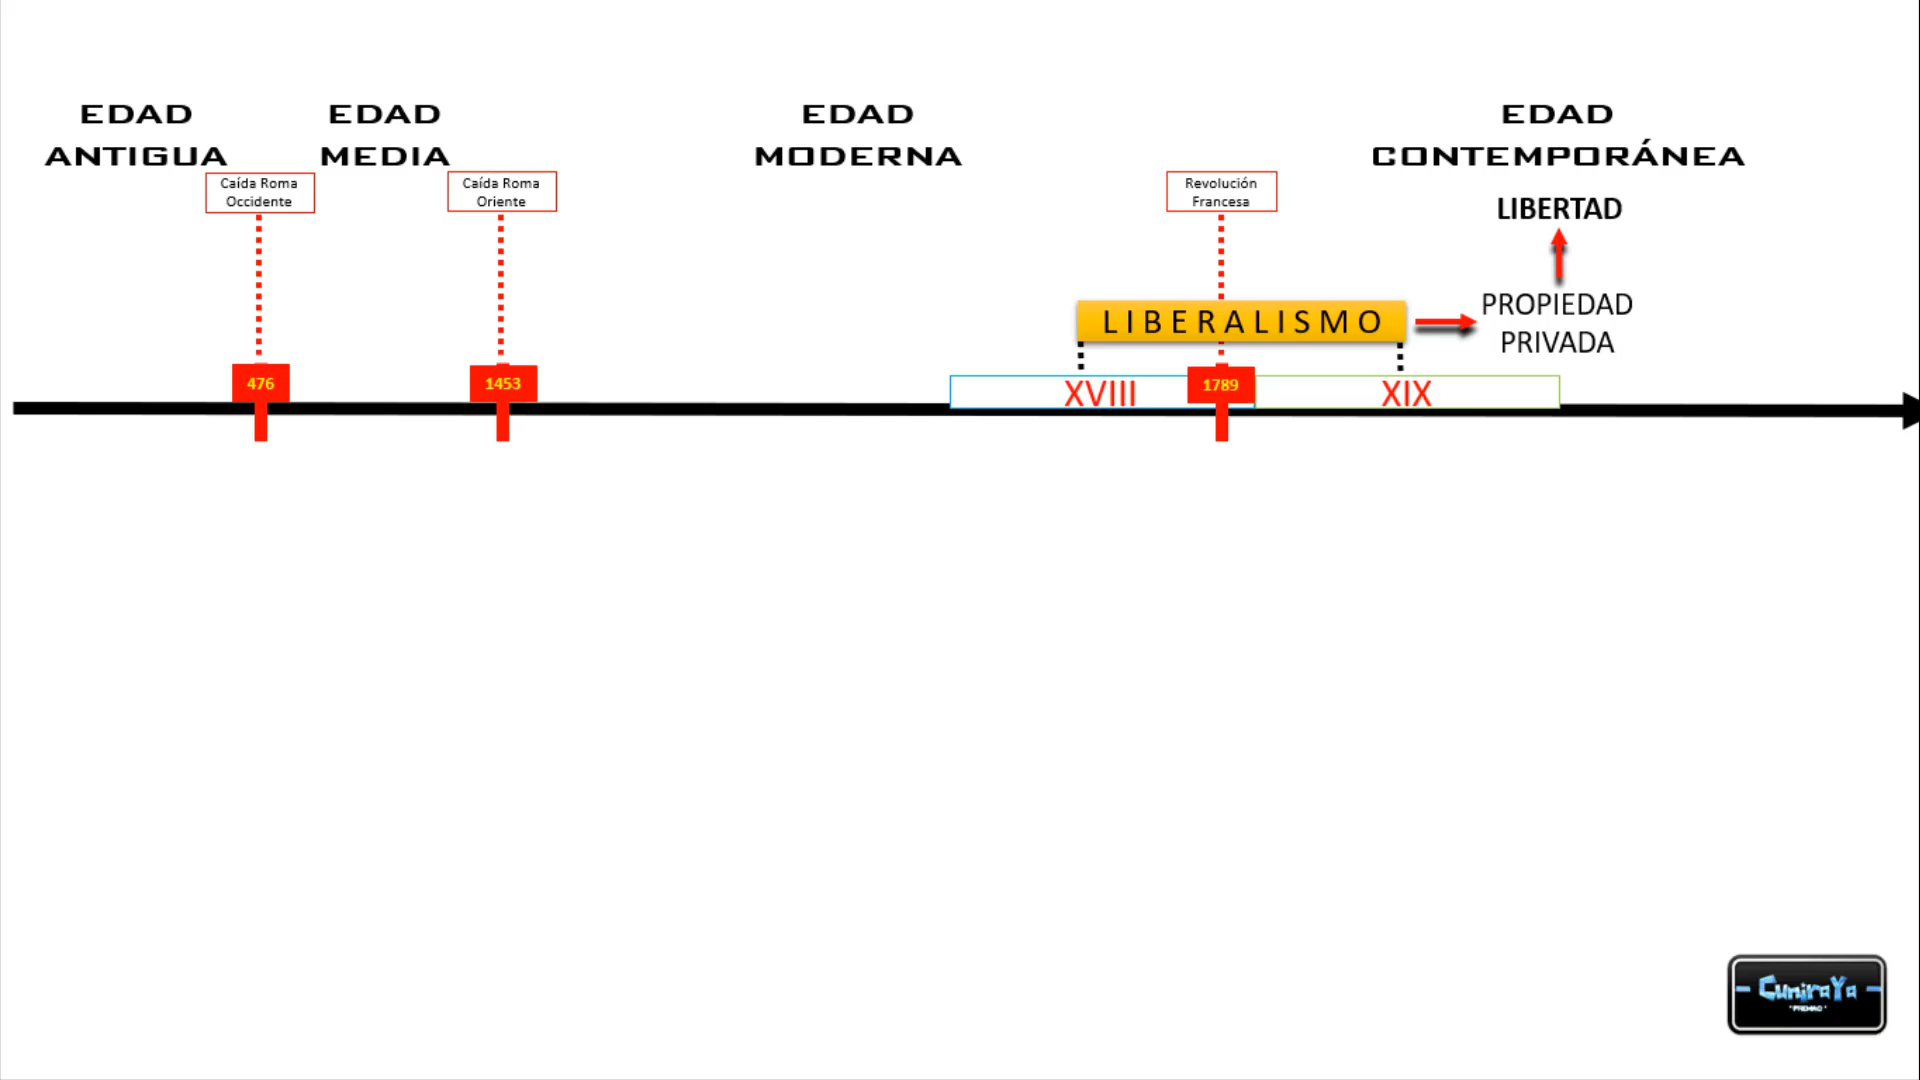 EDAD
ANTIGUA
EDAD
MEDIA
EDAD
MODERNA
EDAD
CONTEMPORÁNEA
Caída Roma
Occidente
Caída Roma
Oriente
Revolución
Francesa
LIBERTAD
LIBERALISMO
PROPIEDAD
PRIVADA
476
1453
XVIII
1789
XIX
CuniraYa